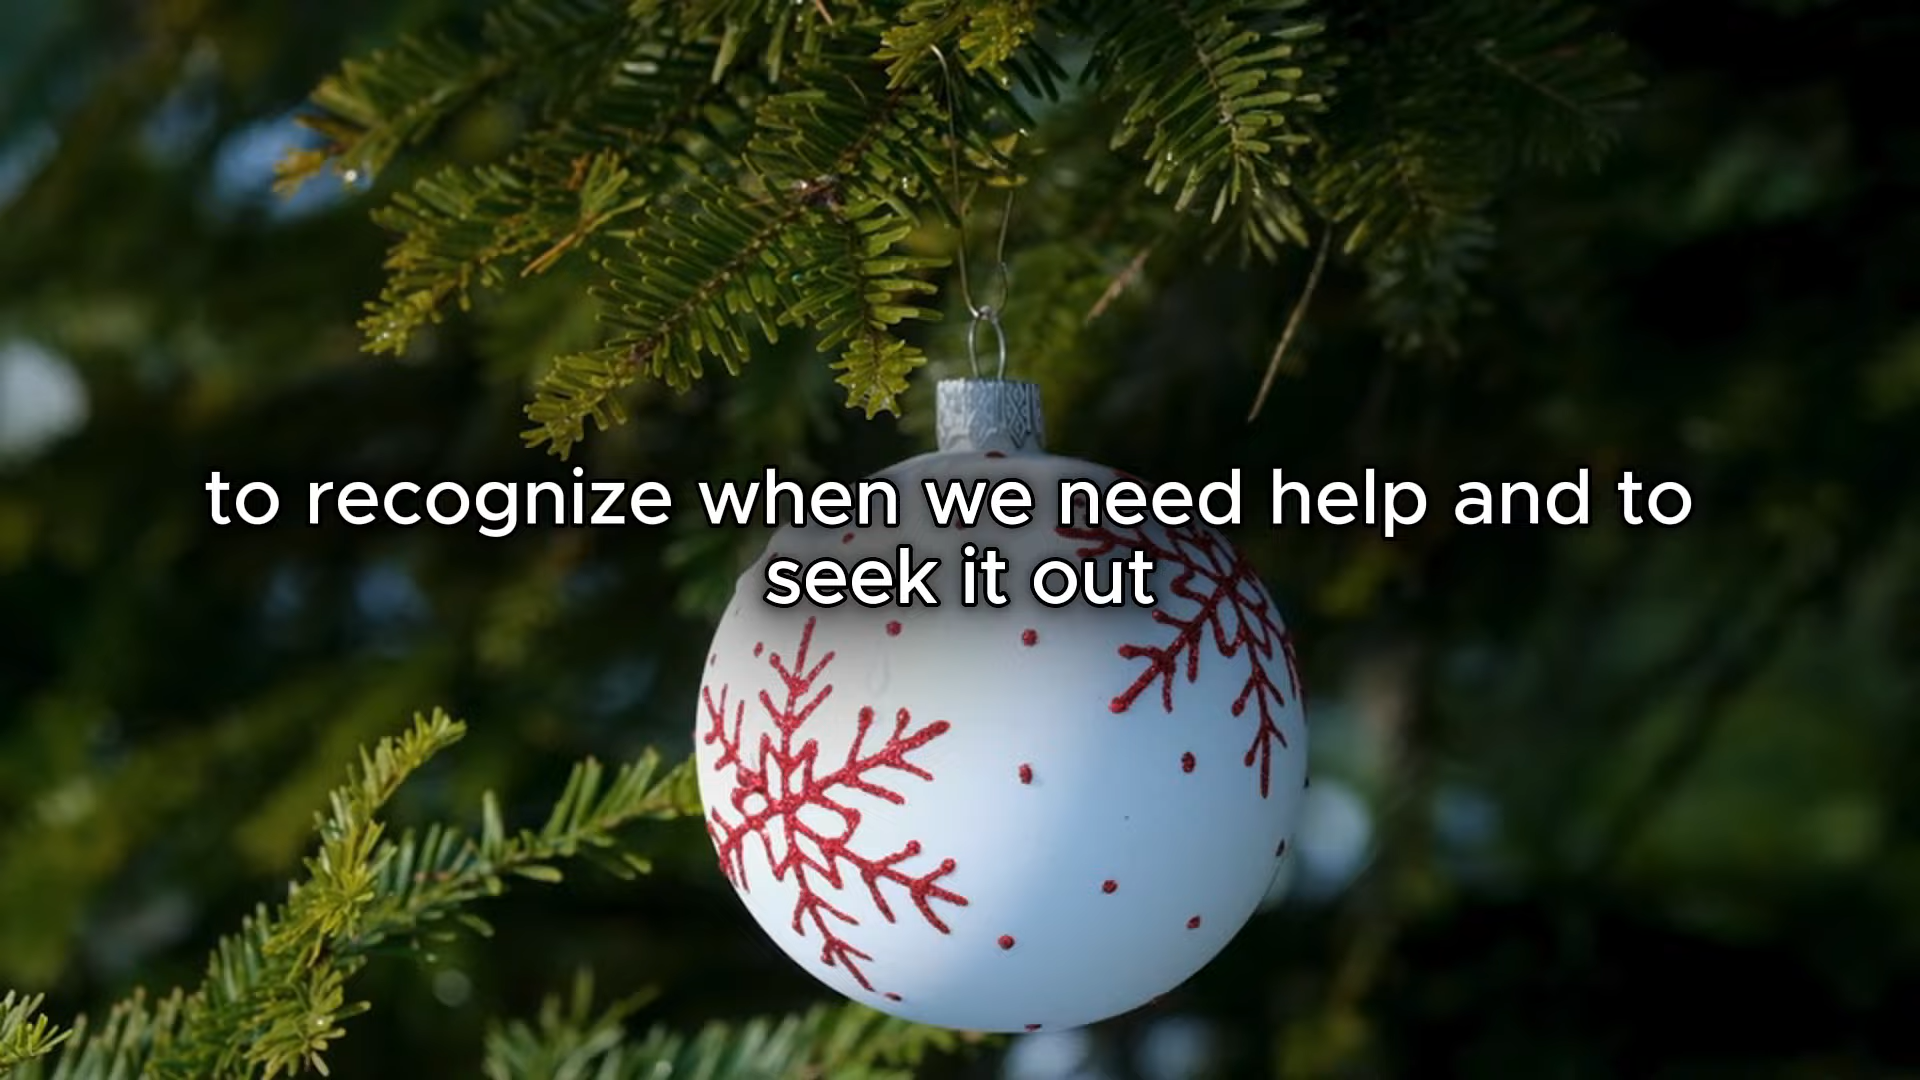 to recognize when we need help and to
seek it out